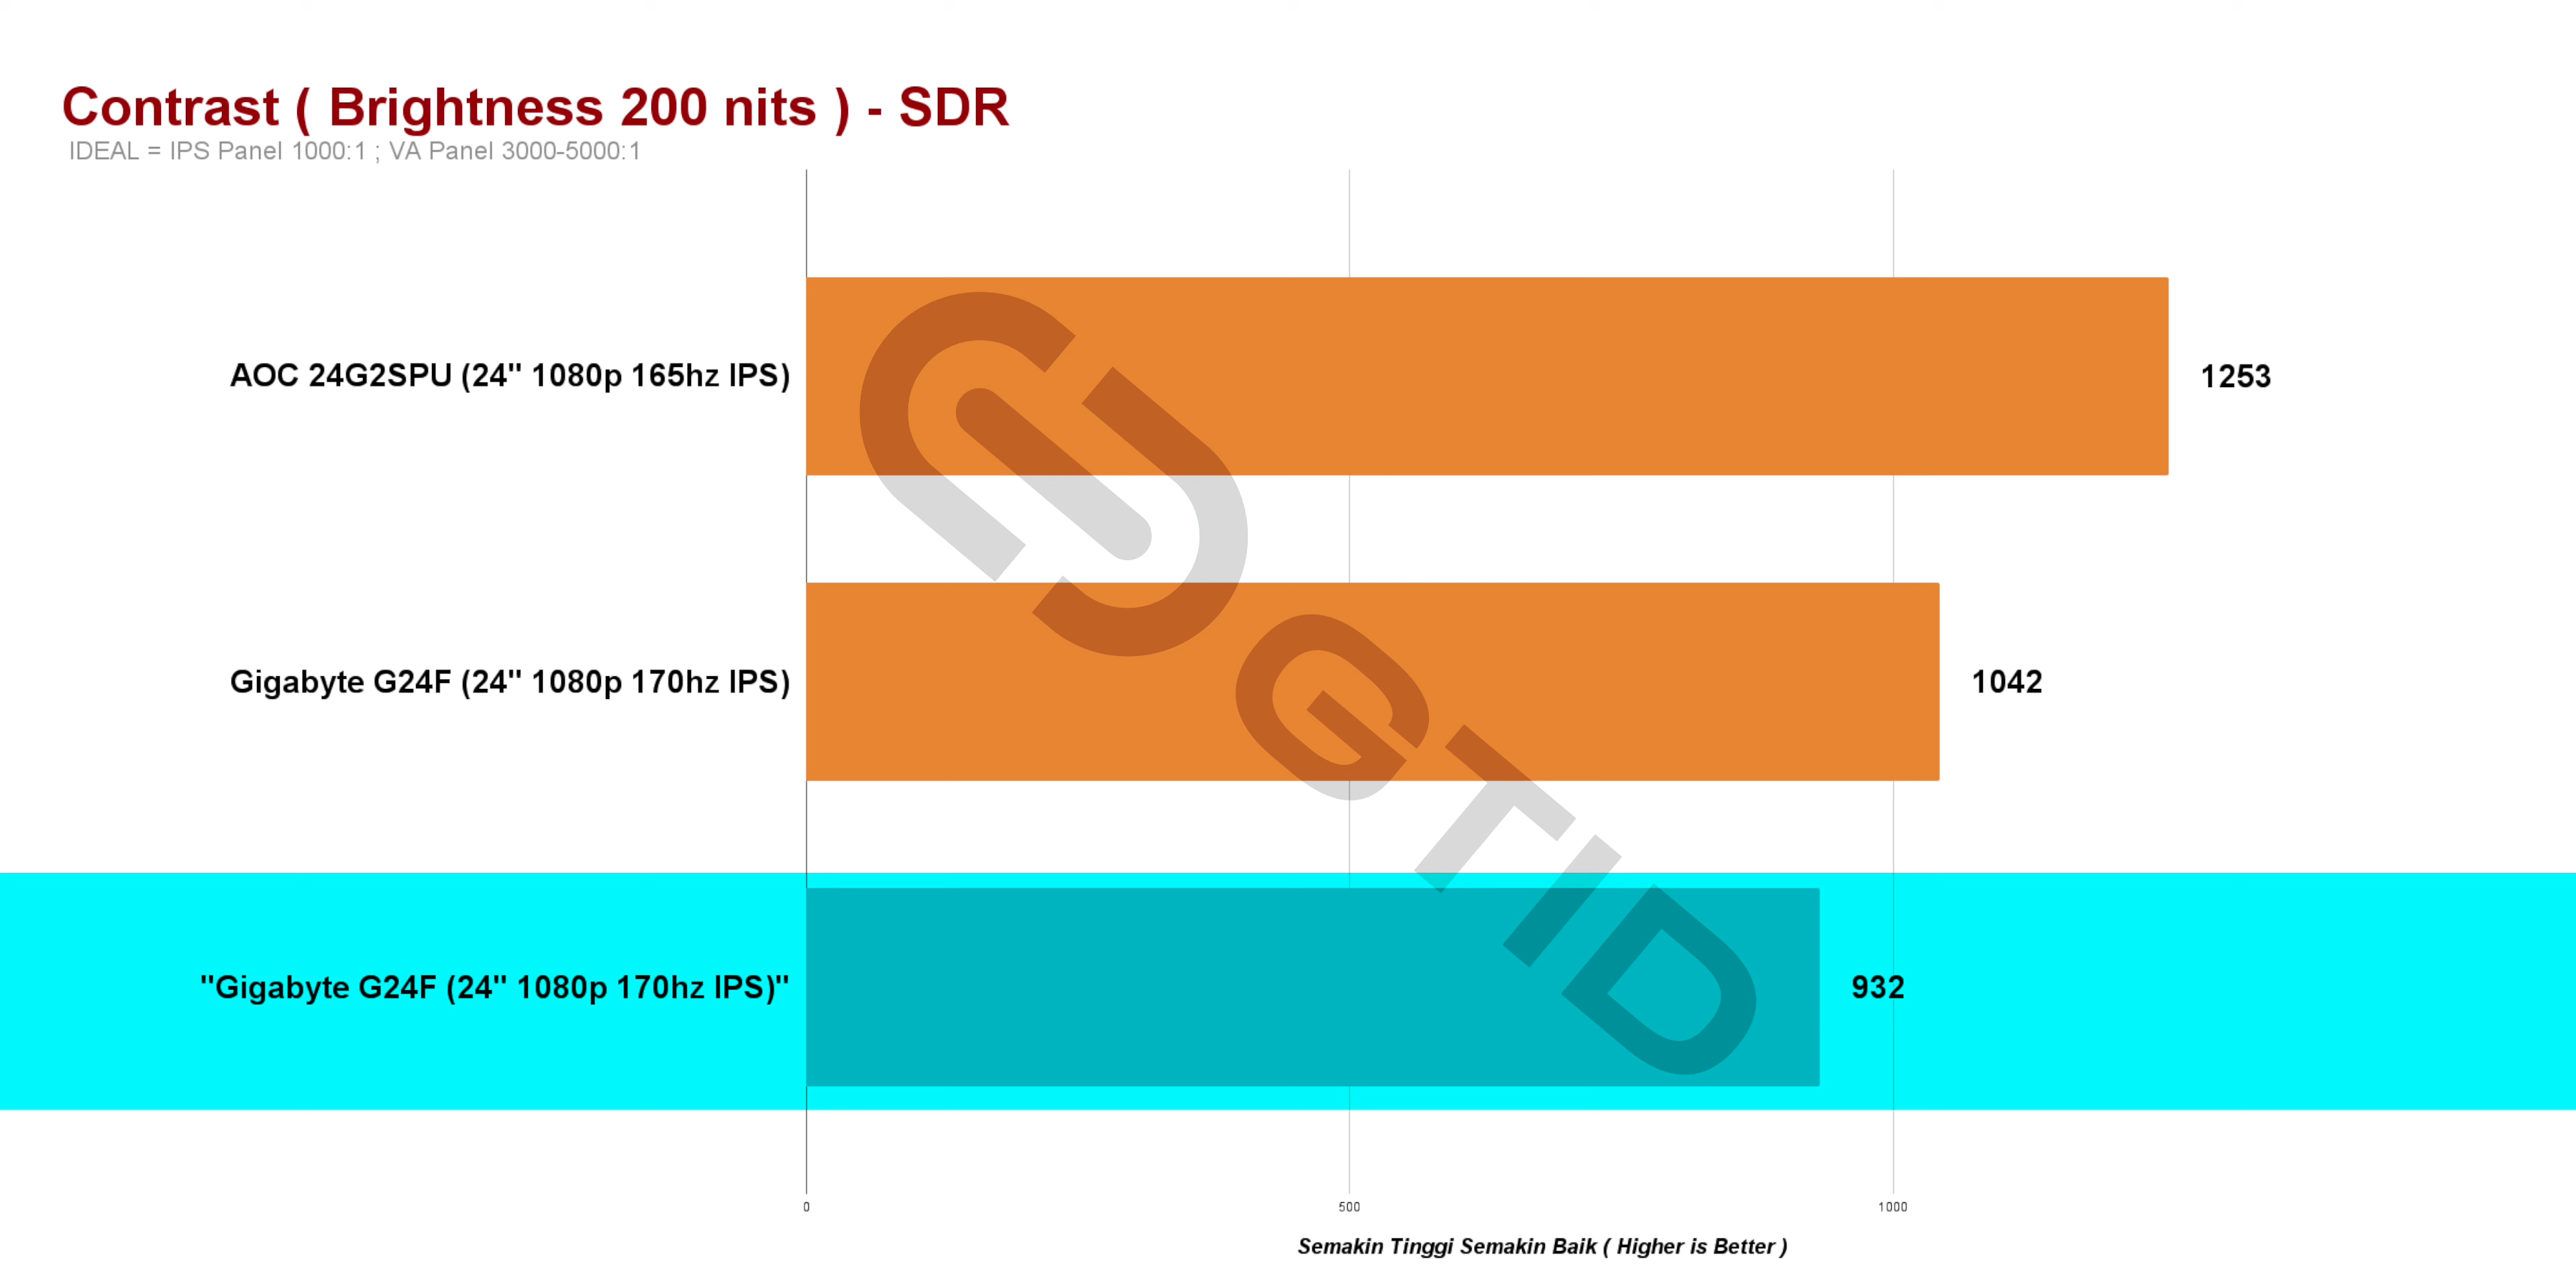 Contrast ( Brightness 200 nits ) - SDR
IDEAL = IPS Panel 1000:1 ; VA Panel 3000-5000:1
AOC 24G2SPU (24" 1080p 165hz IPS)
1253
Gigabyte G24F (24" 1080p 170hz IPS)
1042
"Gigabyte G24F (24" 1080p 170hz IPS)"
932
GTID
0
500
1000
Semakin Tinggi Semakin Baik ( Higher is Better )